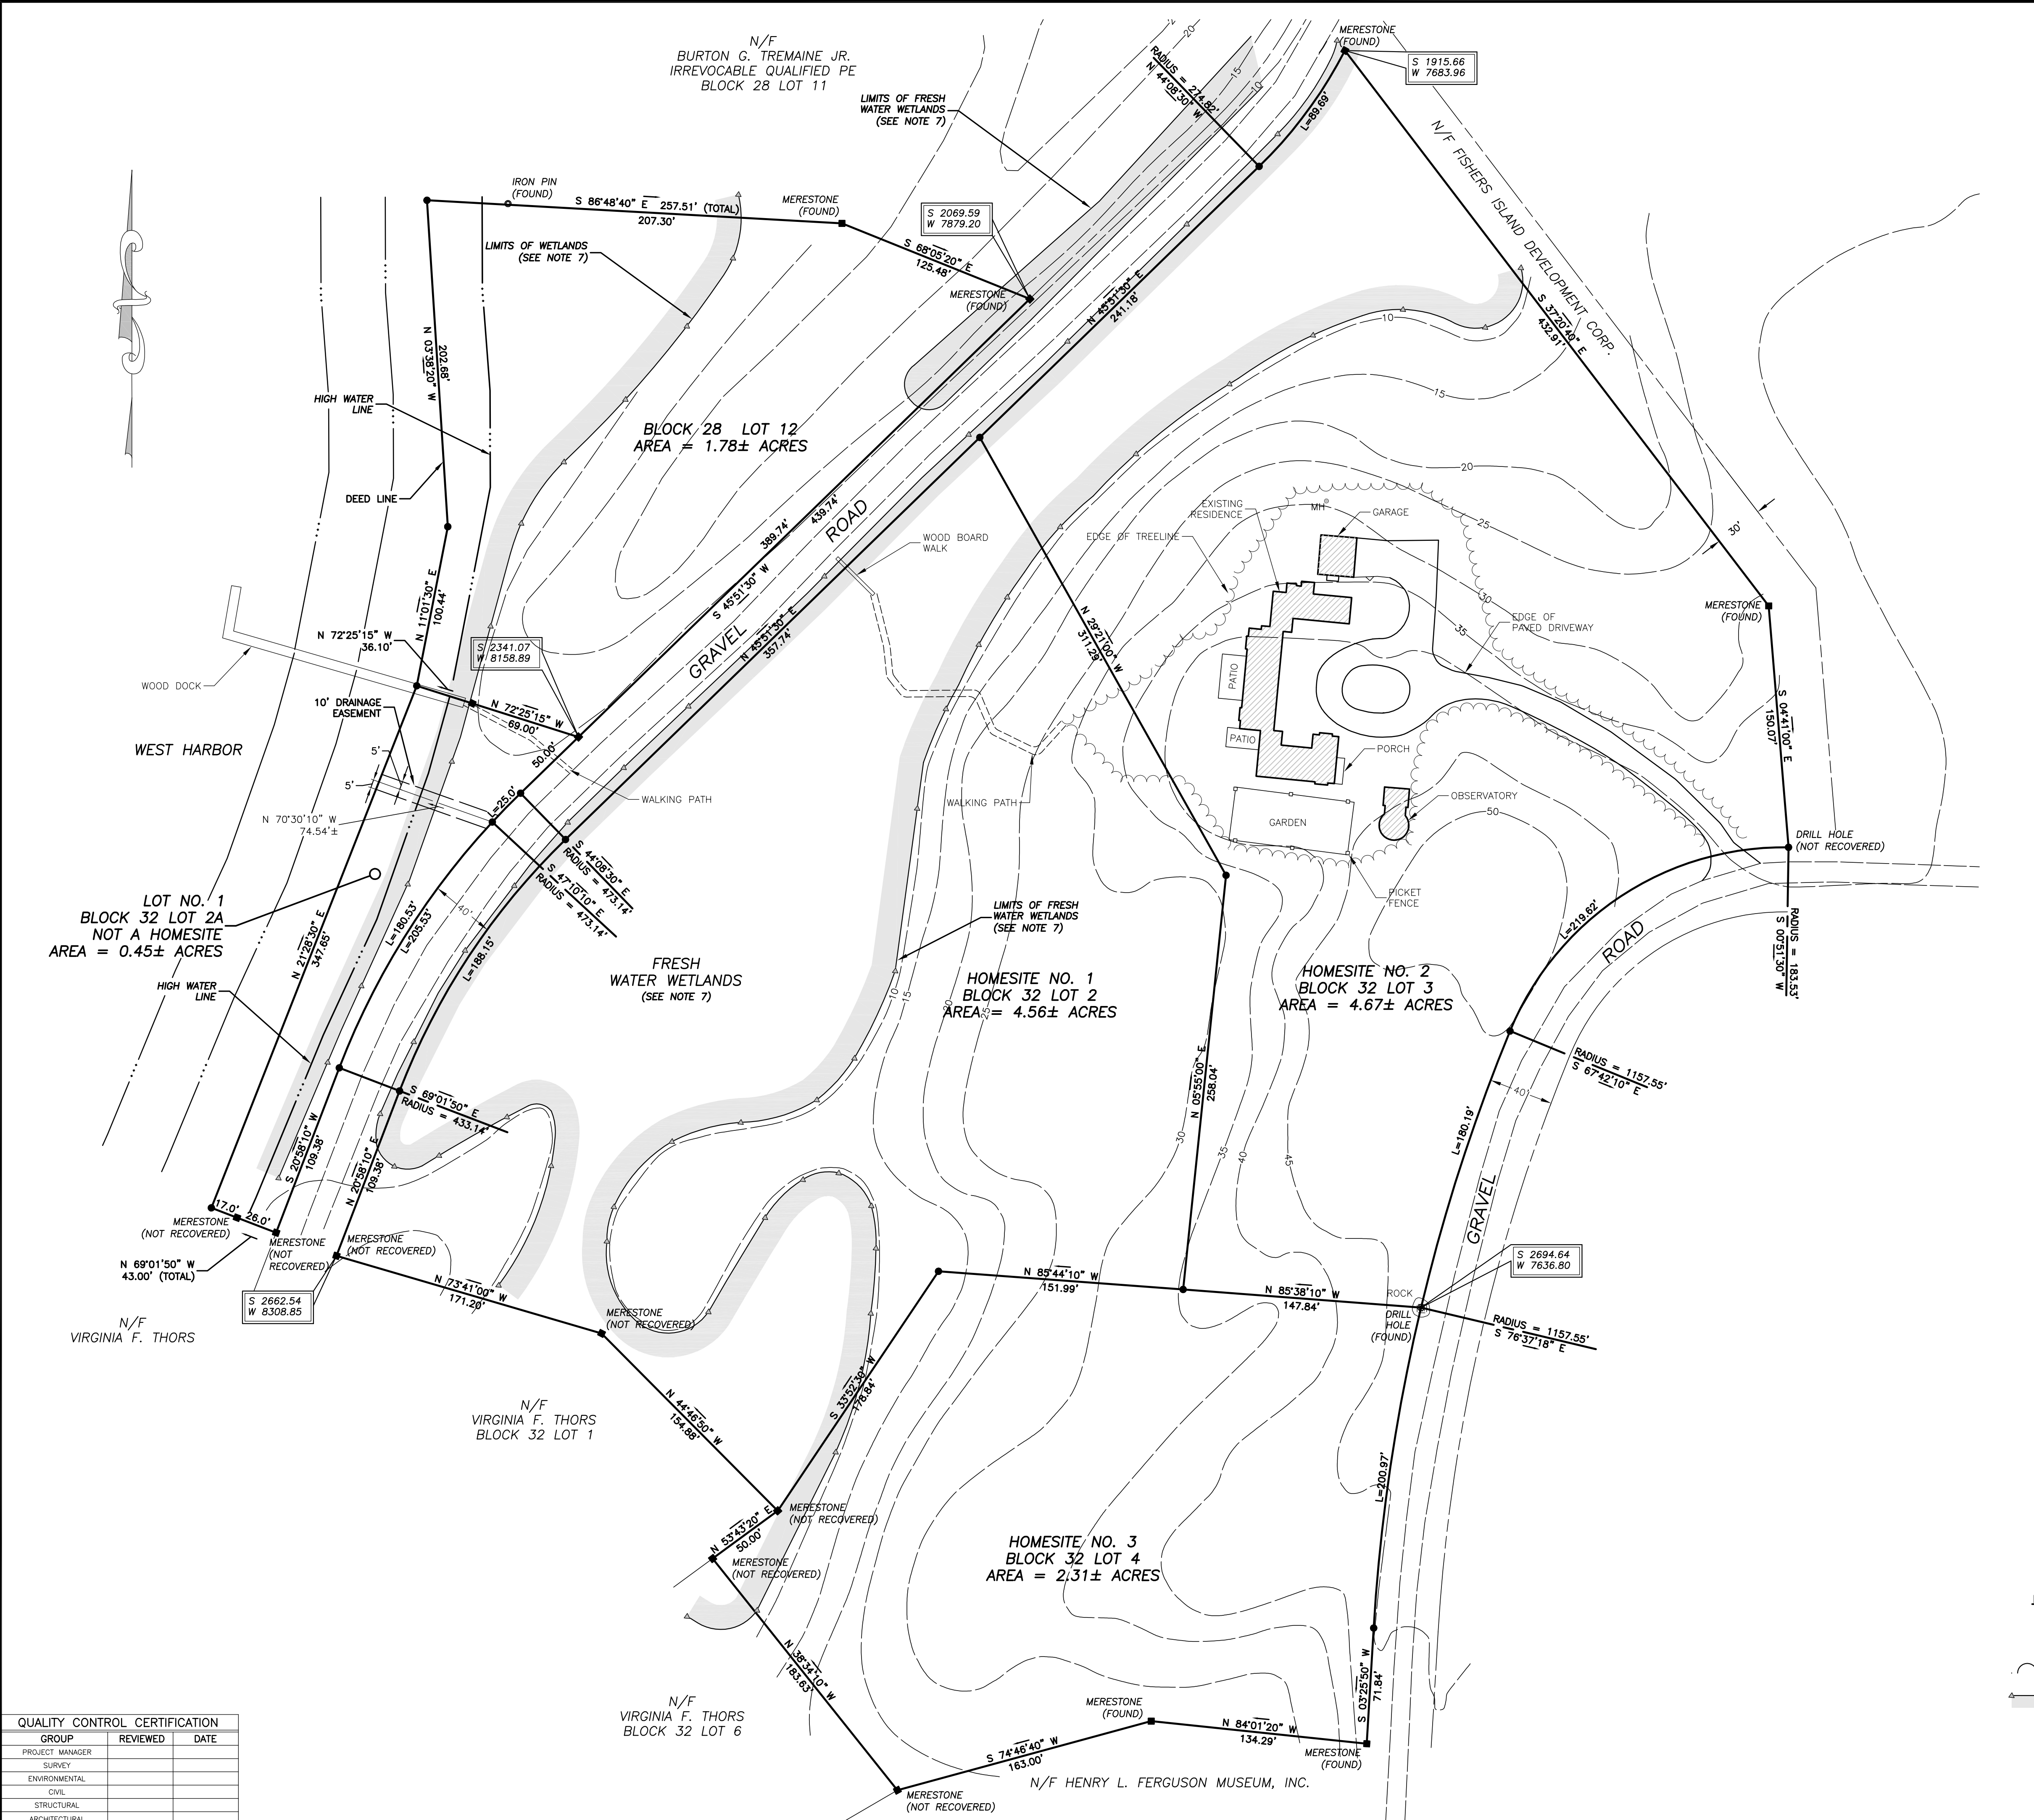 N/F
BURTON G. TREMAINE JR.
IRREVOCABLE QUALIFIED PE
BLOCK 28 LOT 11
LIMITS OF FRESH
WATER WETLANDS
(SEE NOTE 7)
RADIUS = 274.82'
N 44°08'30" W
20
15
10
MERESTONE
(FOUND)
S 1915.66
W 7683.96
L=89.69'
N/F FISHERS ISLAND DEVELOPMENT CORP.
IRON PIN
(FOUND)
S 86°48'40" E 257.51' (TOTAL)
207.30'
MERESTONE
(FOUND)
S 2069.59
W 7879.20
LIMITS OF WETLANDS
(SEE NOTE 7)
S 68°05'20" E
125.48'
MERESTONE
(FOUND)
N 45°51'30" E
241.18'
S 37°20'40" E
432.91'
10
15
20
25
30
35
202.68'
N 03°38'20" W
HIGH WATER
LINE
BLOCK 28 LOT 12
AREA = 1.78± ACRES
DEED LINE
389.74'
439.74'
S 45°51'30" W
GRAVEL ROAD
N 45°51'30" E
357.74'
WOOD BOARD
WALK
EDGE OF TREELINE
EXISTING
RESIDENCE
MH
GARAGE
30'
MERESTONE
(FOUND)
EDGE OF
PAVED DRIVEWAY
N 11°01'30" E
100.44'
N 72°25'15" W
36.10'
S 2341.07
W 8158.89
N 29°21'00" W
311.29'
PATIO
PATIO
PORCH
S 04°41'00" E
150.07'
WOOD DOCK
10' DRAINAGE
EASEMENT
N 72°25'15" W
69.00'
50.00'
WEST HARBOR
5'
5'
L=25.0'
WALKING PATH
WALKING PATH
OBSERVATORY
50
GARDEN
N 70°30'10" W
74.54'±
DRILL HOLE
(NOT RECOVERED)
S 44°08'30" E
RADIUS = 473.14'
S 47°10'10" E
RADIUS = 473.14'
PICKET
FENCE
LOT NO. 1
BLOCK 32 LOT 2A
NOT A HOMESITE
AREA = 0.45± ACRES
N 21°28'30" E
347.65'
L=180.53'
L=205.53'
40'
L=188.15'
LIMITS OF FRESH
WATER WETLANDS
(SEE NOTE 7)
L=219.62'
ROAD
RADIUS = 183.53'
S 00°51'30" W
FRESH
WATER WETLANDS
(SEE NOTE 7)
HIGH WATER
LINE
10
15
20
25
HOMESITE NO. 1
BLOCK 32 LOT 2
AREA = 4.56± ACRES
HOMESITE NO. 2
BLOCK 32 LOT 3
AREA = 4.67± ACRES
N 05°55'00" E
258.04'
RADIUS = 1157.55'
S 67°42'10" E
40'
S 69°01'50" E
RADIUS = 433.14'
S 20°58'10" W
109.38'
N 20°58'10" E
109.38'
L=180.19'
30
35
40
45
GRAVEL
17.0'
26.0'
MERESTONE
(NOT RECOVERED)
MERESTONE
(NOT
RECOVERED)
MERESTONE
(NOT RECOVERED)
N 69°01'50" W
43.00' (TOTAL)
S 2662.54
W 8308.85
N 73°41'00" W
171.20'
MERESTONE
(NOT RECOVERED)
N 85°44'10" W
151.99'
N 85°38'10" W
147.84'
ROCK
DRILL
HOLE
(FOUND)
S 2694.64
W 7636.80
RADIUS = 1157.55'
S 76°37'18" E
N/F
VIRGINIA F. THORS
N/F
VIRGINIA F. THORS
BLOCK 32 LOT 1
N 44°46'50" W
154.88'
S 33°52'30" W
178.84'
L=200.97'
MERESTONE
(NOT RECOVERED)
N 53°43'20" E
50.00'
MERESTONE
(NOT RECOVERED)
HOMESITE NO. 3
BLOCK 32 LOT 4
AREA = 2.31± ACRES
N 38°34'10" W
183.63'
S 03°25'50" W
71.84'
N/F
VIRGINIA F. THORS
BLOCK 32 LOT 6
MERESTONE
(FOUND)
N 84°01'20" W
134.29'
MERESTONE
(FOUND)
S 74°46'40" W
163.00'
N/F HENRY L. FERGUSON MUSEUM, INC.
MERESTONE
(NOT RECOVERED)
QUALITY CONTROL CERTIFICATION
GROUP REVIEWED DATE
PROJECT MANAGER
SURVEY
ENVIRONMENTAL
CIVIL
STRUCTURAL
ARCHITECTURAL